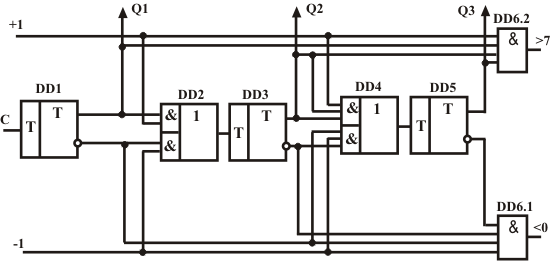 Q1 Q2 Q3 DD6.2
+1 & >7
DD1 DD2 DD3 DD4 DD5
C T T & 1 T T & 1 T T
& &
DD6.1
& <0
-1